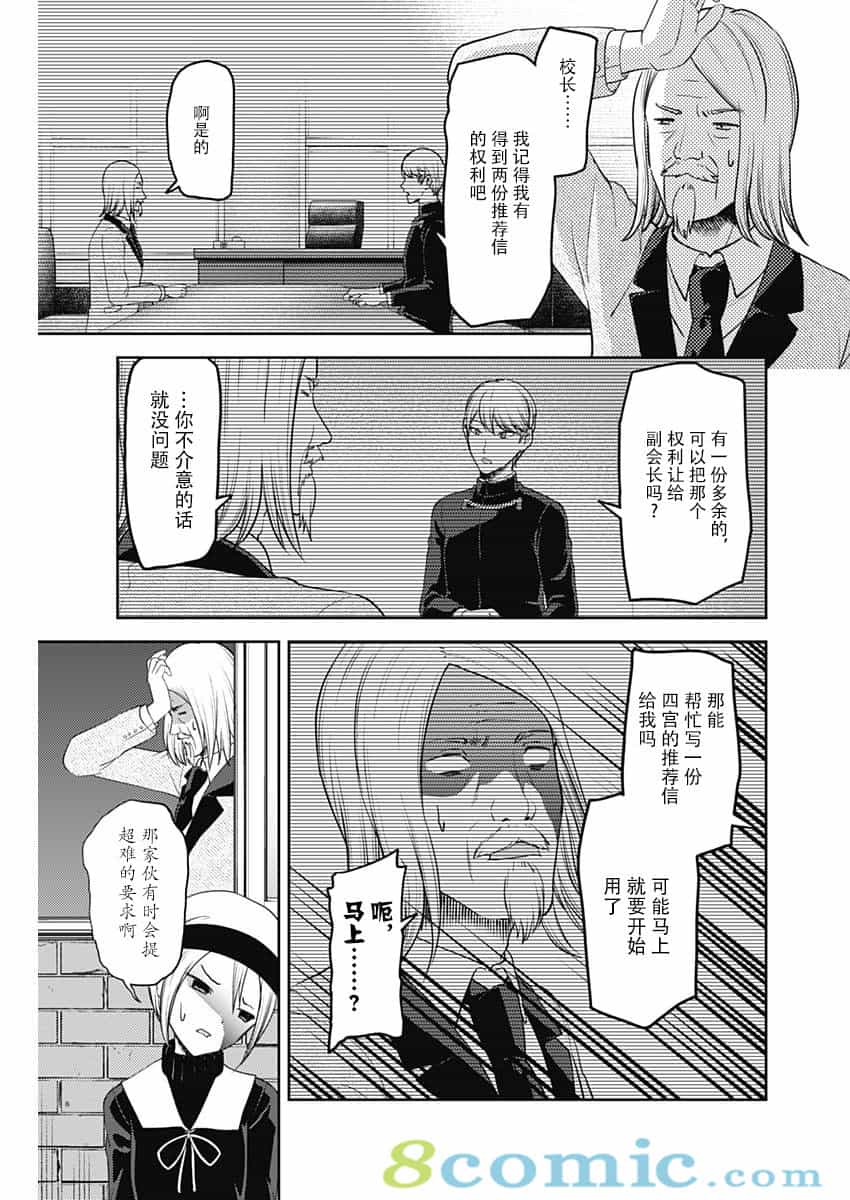 校长……
我记得我有
得到两份推荐信
的权利吧
啊是的
有一份多余的,
可以把那个
权利让给
副会长吗?
…你不介意的话
就没问题
那能
帮忙写一份
四宫的推荐信
给我吗
可能马上
就要开始
用了
呃,
马上……?
那家伙有时会提
超难的要求啊
8comic.com